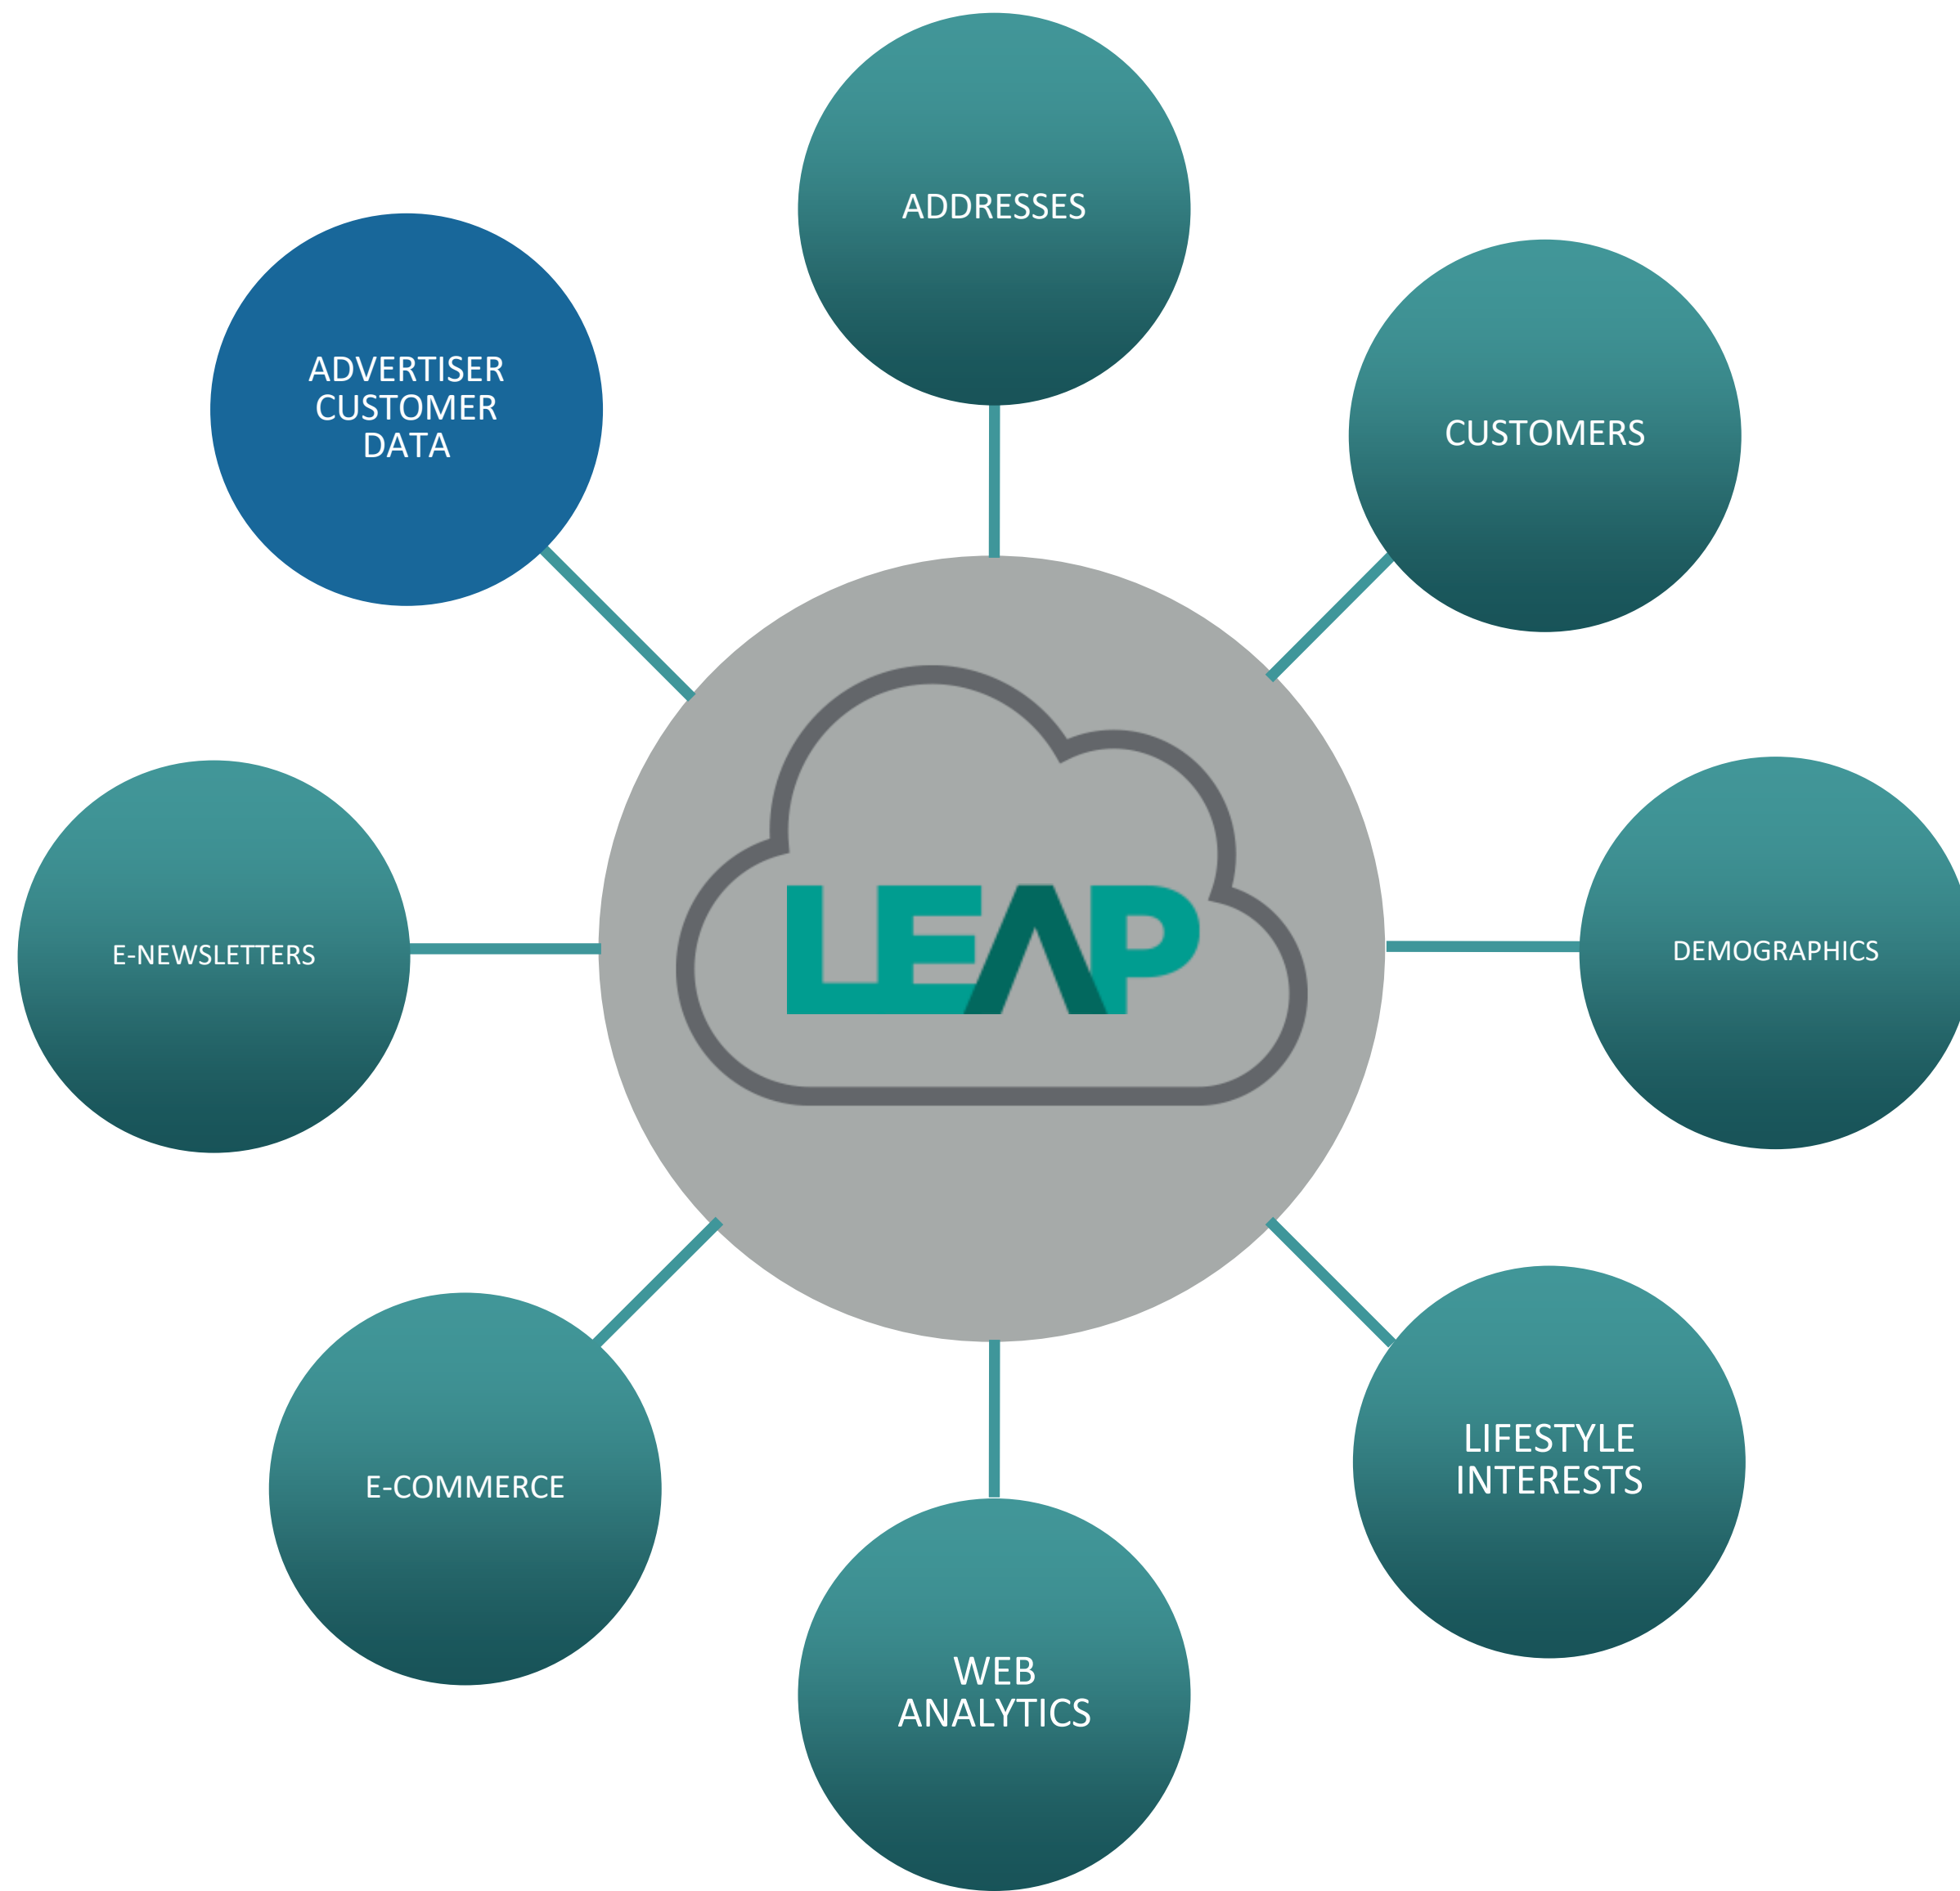 ADDRESSES
ADVERTISER
CUSTOMER
DATA
CUSTOMERS
LEAP
E-NEWSLETTERS
DEMOGRAPHICS
E-COMMERCE
LIFESTYLE
INTERESTS
WEB
ANALYTICS